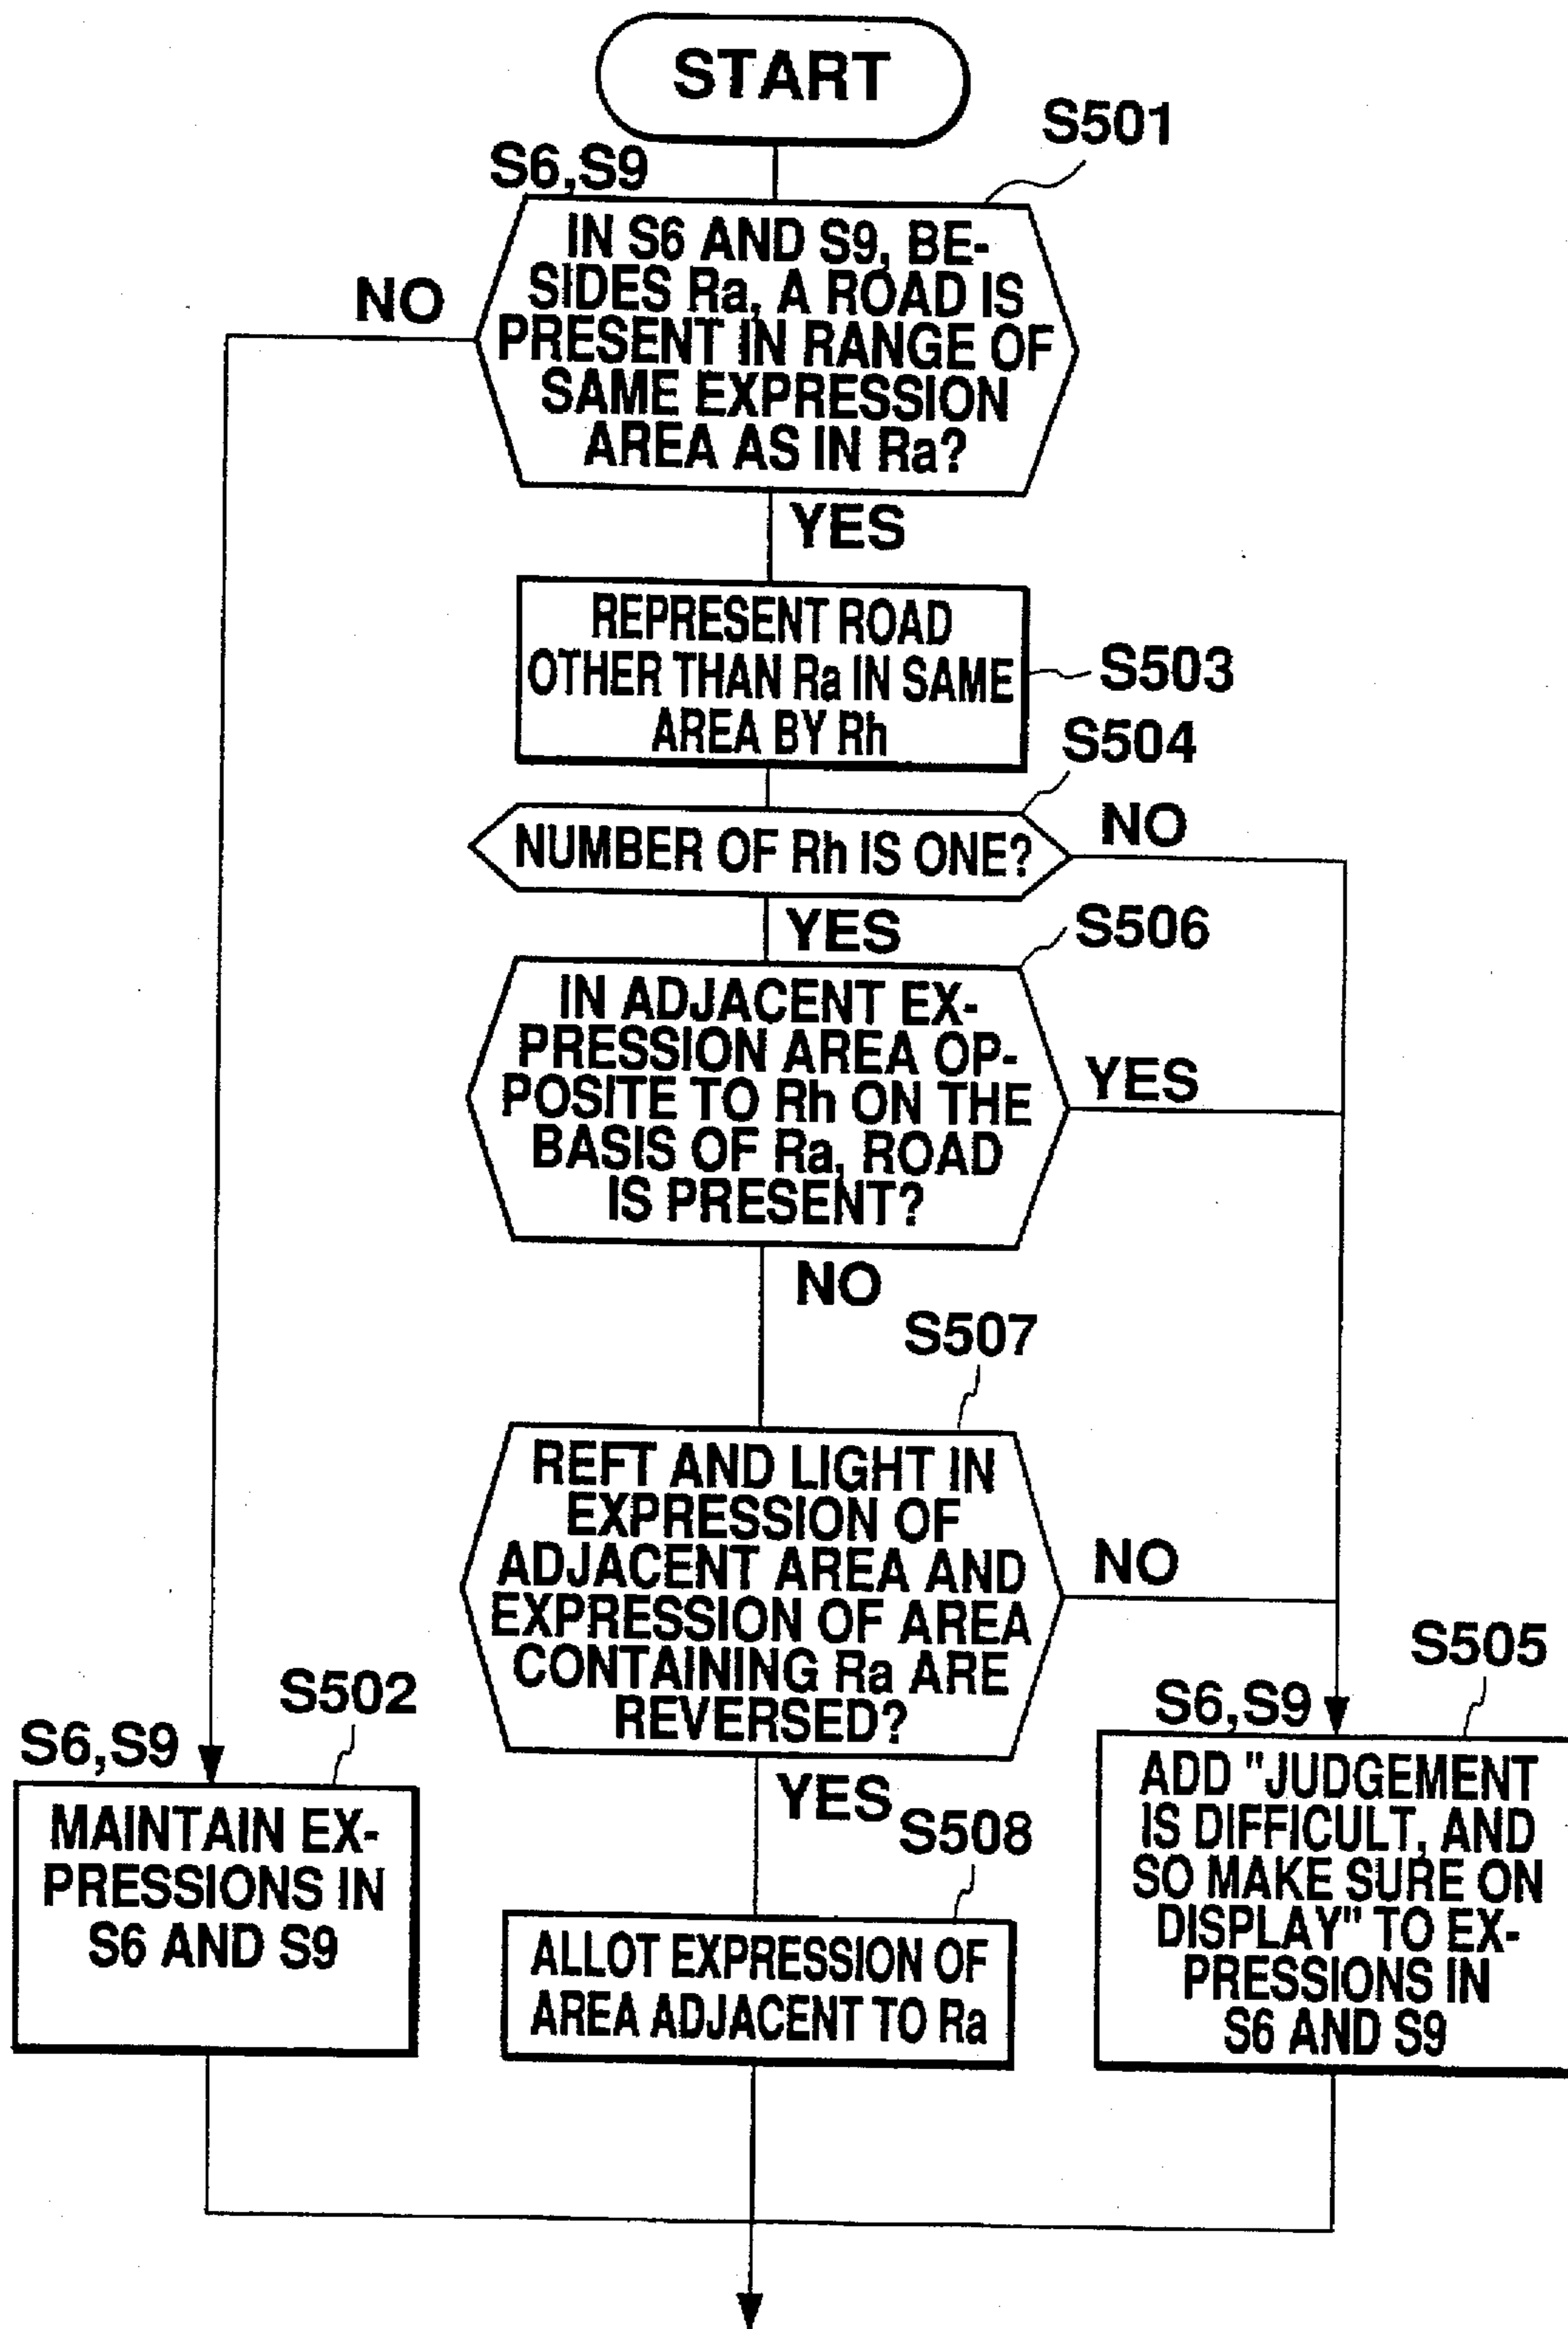 START
S501
S6,S9
IN S6 AND S9, BE-
SIDES Ra, A ROAD IS
PRESENT IN RANGE OF
SAME EXPRESSION
AREA AS IN Ra?
NO
YES
REPRESENT ROAD
OTHER THAN Ra IN SAME
AREA BY Rh
S503
S504
NUMBER OF Rh IS ONE?
NO
YES
S506
IN ADJACENT EX-
PRESSION AREA OP-
POSITE TO Rh ON THE
BASIS OF Ra, ROAD
IS PRESENT?
YES
NO
S507
REFT AND LIGHT IN
EXPRESSION OF
ADJACENT AREA AND
EXPRESSION OF AREA
CONTAINING Ra ARE
REVERSED?
NO
YES
S502
S6,S9
MAINTAIN EX-
PRESSIONS IN
S6 AND S9
S508
ALLOT EXPRESSION OF
AREA ADJACENT TO Ra
S505
S6,S9
ADD "JUDGEMENT
IS DIFFICULT, AND
SO MAKE SURE ON
DISPLAY" TO EX-
PRESSIONS IN
S6 AND S9